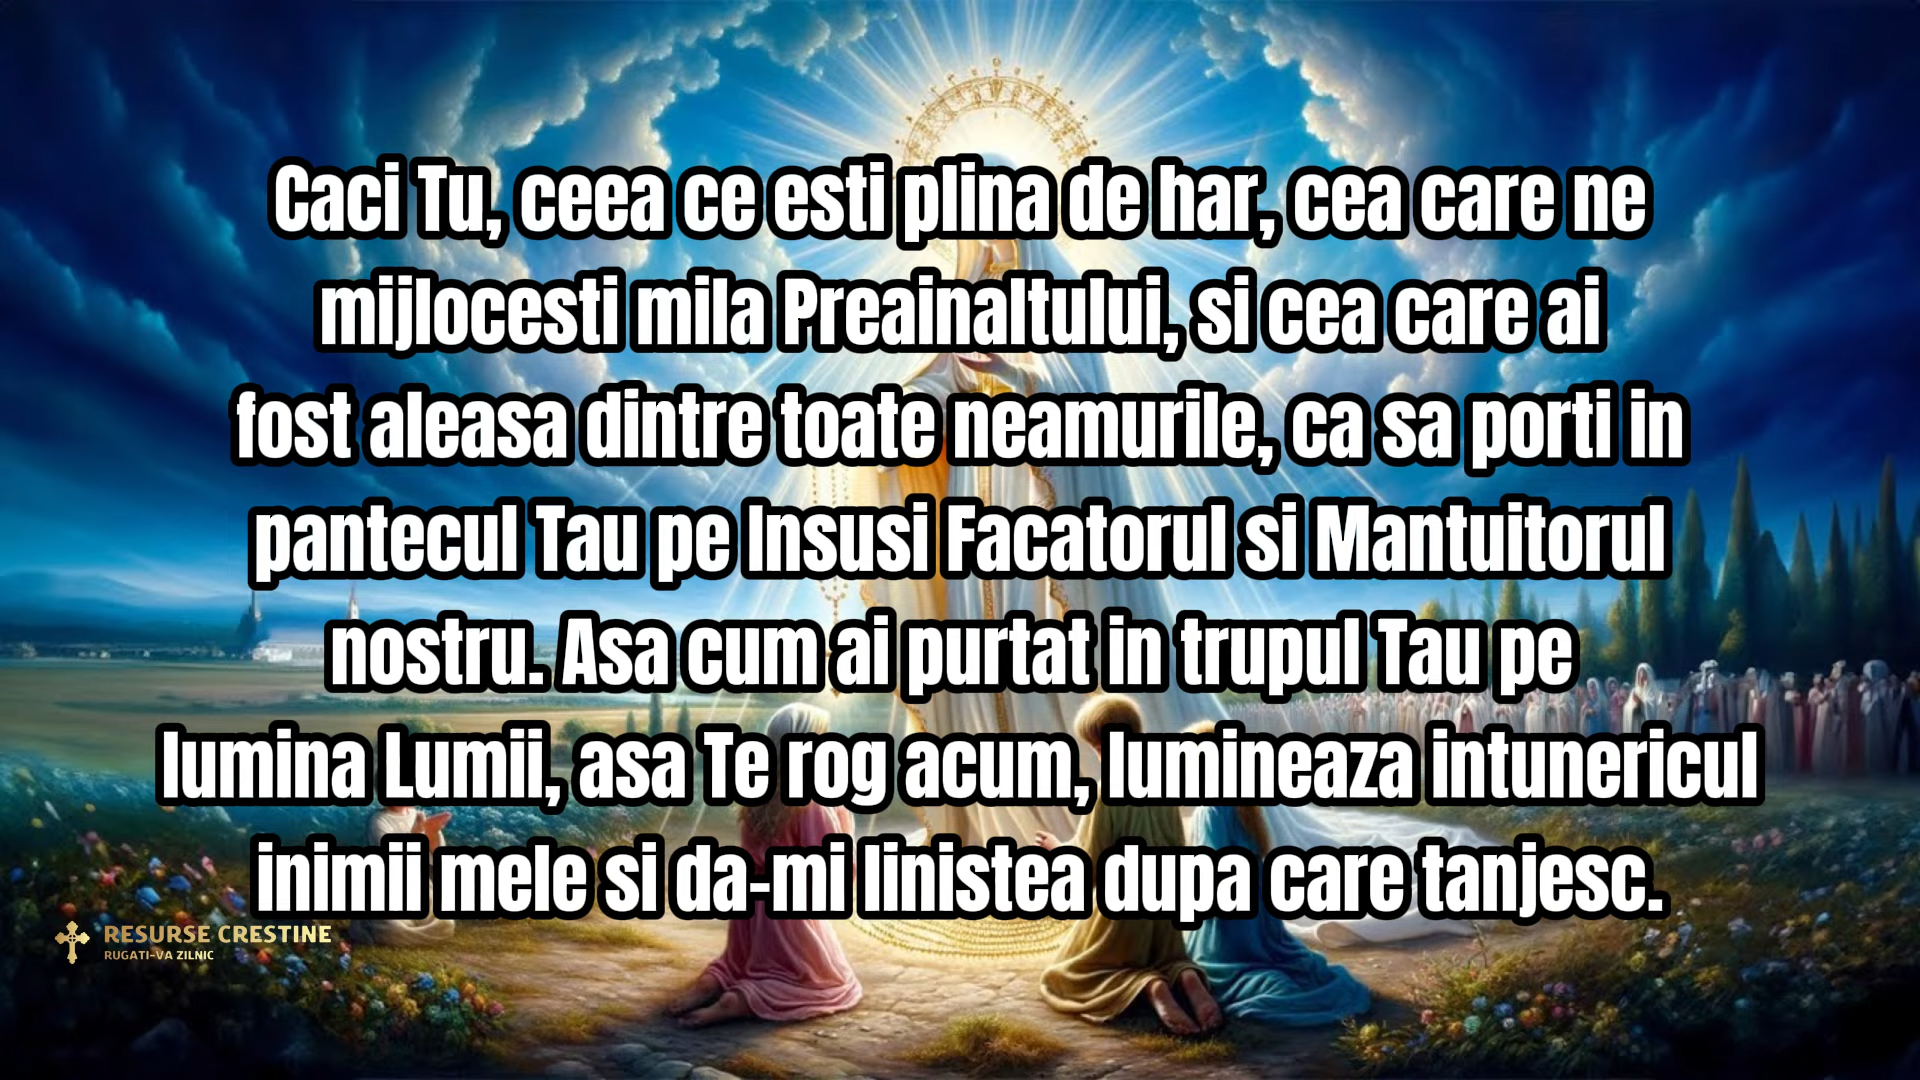 Caci Tu, ceea ce esti plina de har, cea care ne
mijlocesti mila Preainaltului, si cea care ai
fost aleasa dintre toate neamurile, ca sa porti in
pantecul Tau pe Insusi Facatorul si Mantuitorul
nostru. Asa cum ai purtat in trupul Tau pe
lumina Lumii, asa Te rog acum, lumineaza intunericul
inimii mele si da-mi linistea dupa care tanjesc.
RESURSE CRESTINE
RUGATI-VA ZILNIC